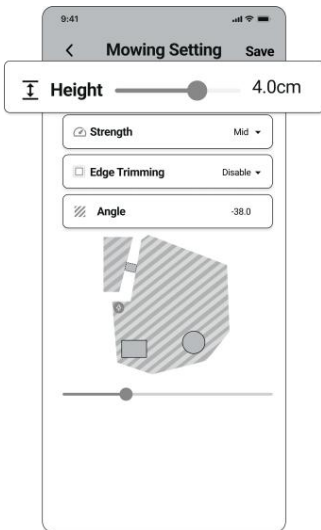 9:41
Mowing Setting Save
Height 4.0cm
Strength Mid
Edge Trimming Disable
Angle -38.0